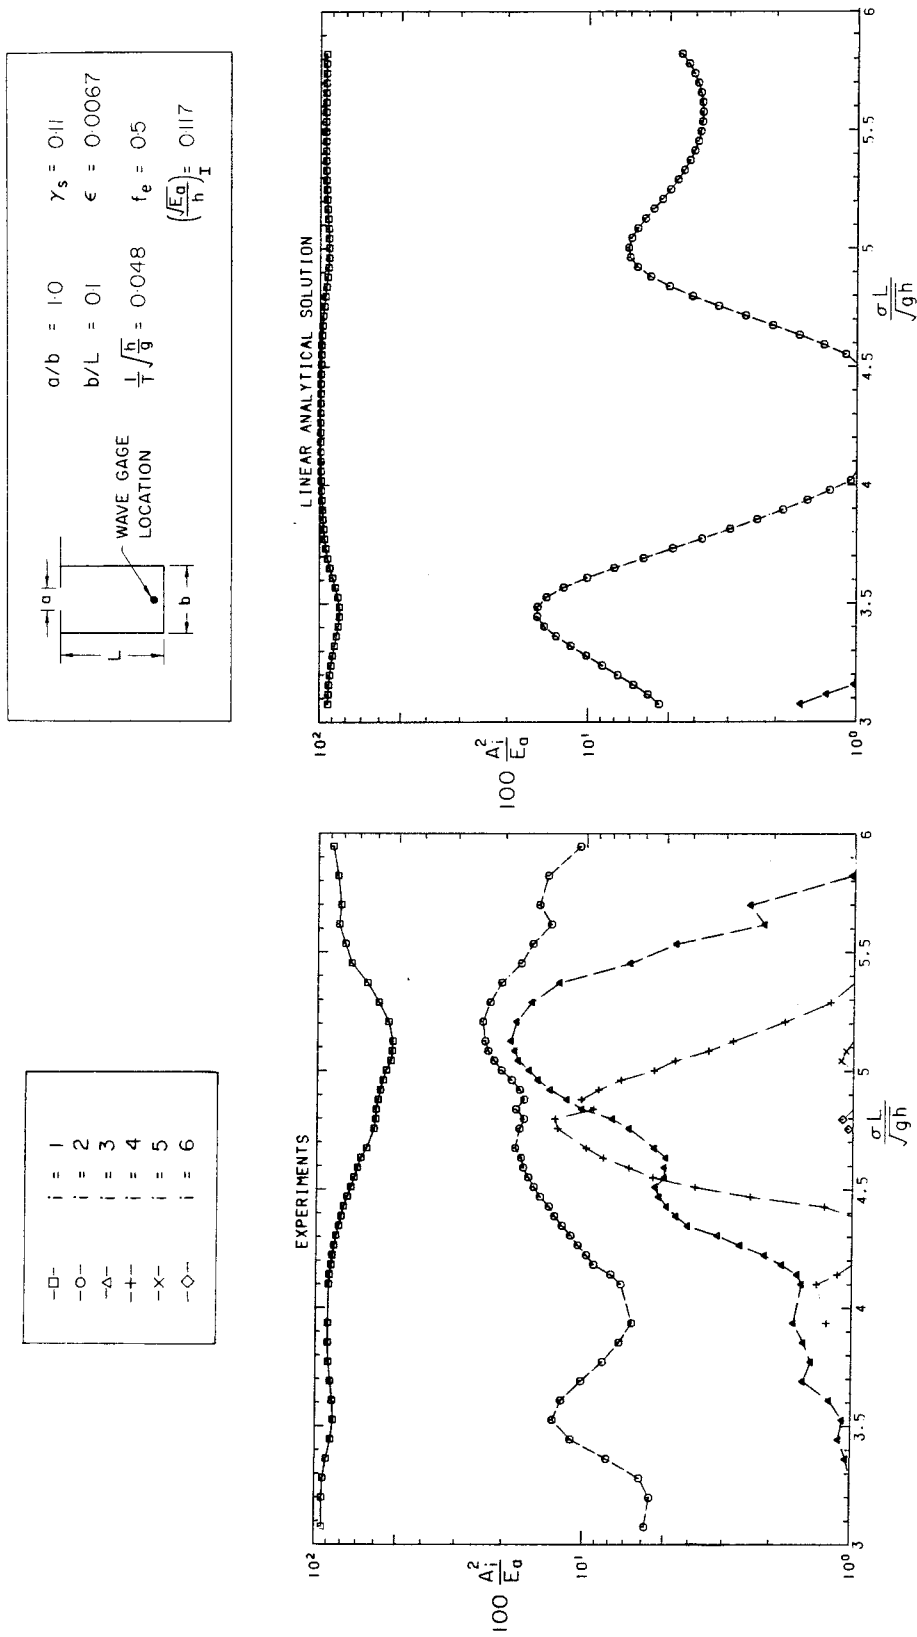 -□- i = 1
-○- i = 2
-△- i = 3
-+- i = 4
-×- i = 5
-◇- i = 6
a
L
b
WAVE GAGE
LOCATION
a/b = 1·0 γs = 0·11
b/L = 0·1 ϵ = 0·0067
1/T √(h/g) = 0·048 fe = 0·5
(√Ea/h)I = 0·117
EXPERIMENTS
10²
10¹
10⁰
100 Ai²/Ea
3 3.5 4 4.5 5 5.5 6
σL/√gh
LINEAR ANALYTICAL SOLUTION
10²
10¹
10⁰
100 Ai²/Ea
3 3.5 4 4.5 5 5.5 6
σL/√gh